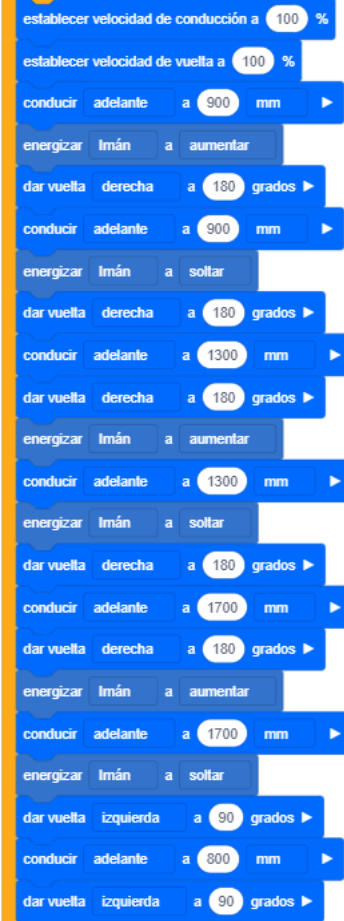 establecer velocidad de conducción a 100 %
establecer velocidad de vuelta a 100 %
conducir adelante a 900 mm
energizar Imán a aumentar
dar vuelta derecha a 180 grados
conducir adelante a 900 mm
energizar Imán a soltar
dar vuelta derecha a 180 grados
conducir adelante a 1300 mm
dar vuelta derecha a 180 grados
energizar Imán a aumentar
conducir adelante a 1300 mm
energizar Imán a soltar
dar vuelta derecha a 180 grados
conducir adelante a 1700 mm
dar vuelta derecha a 180 grados
energizar Imán a aumentar
conducir adelante a 1700 mm
energizar Imán a soltar
dar vuelta izquierda a 90 grados
conducir adelante a 800 mm
dar vuelta izquierda a 90 grados